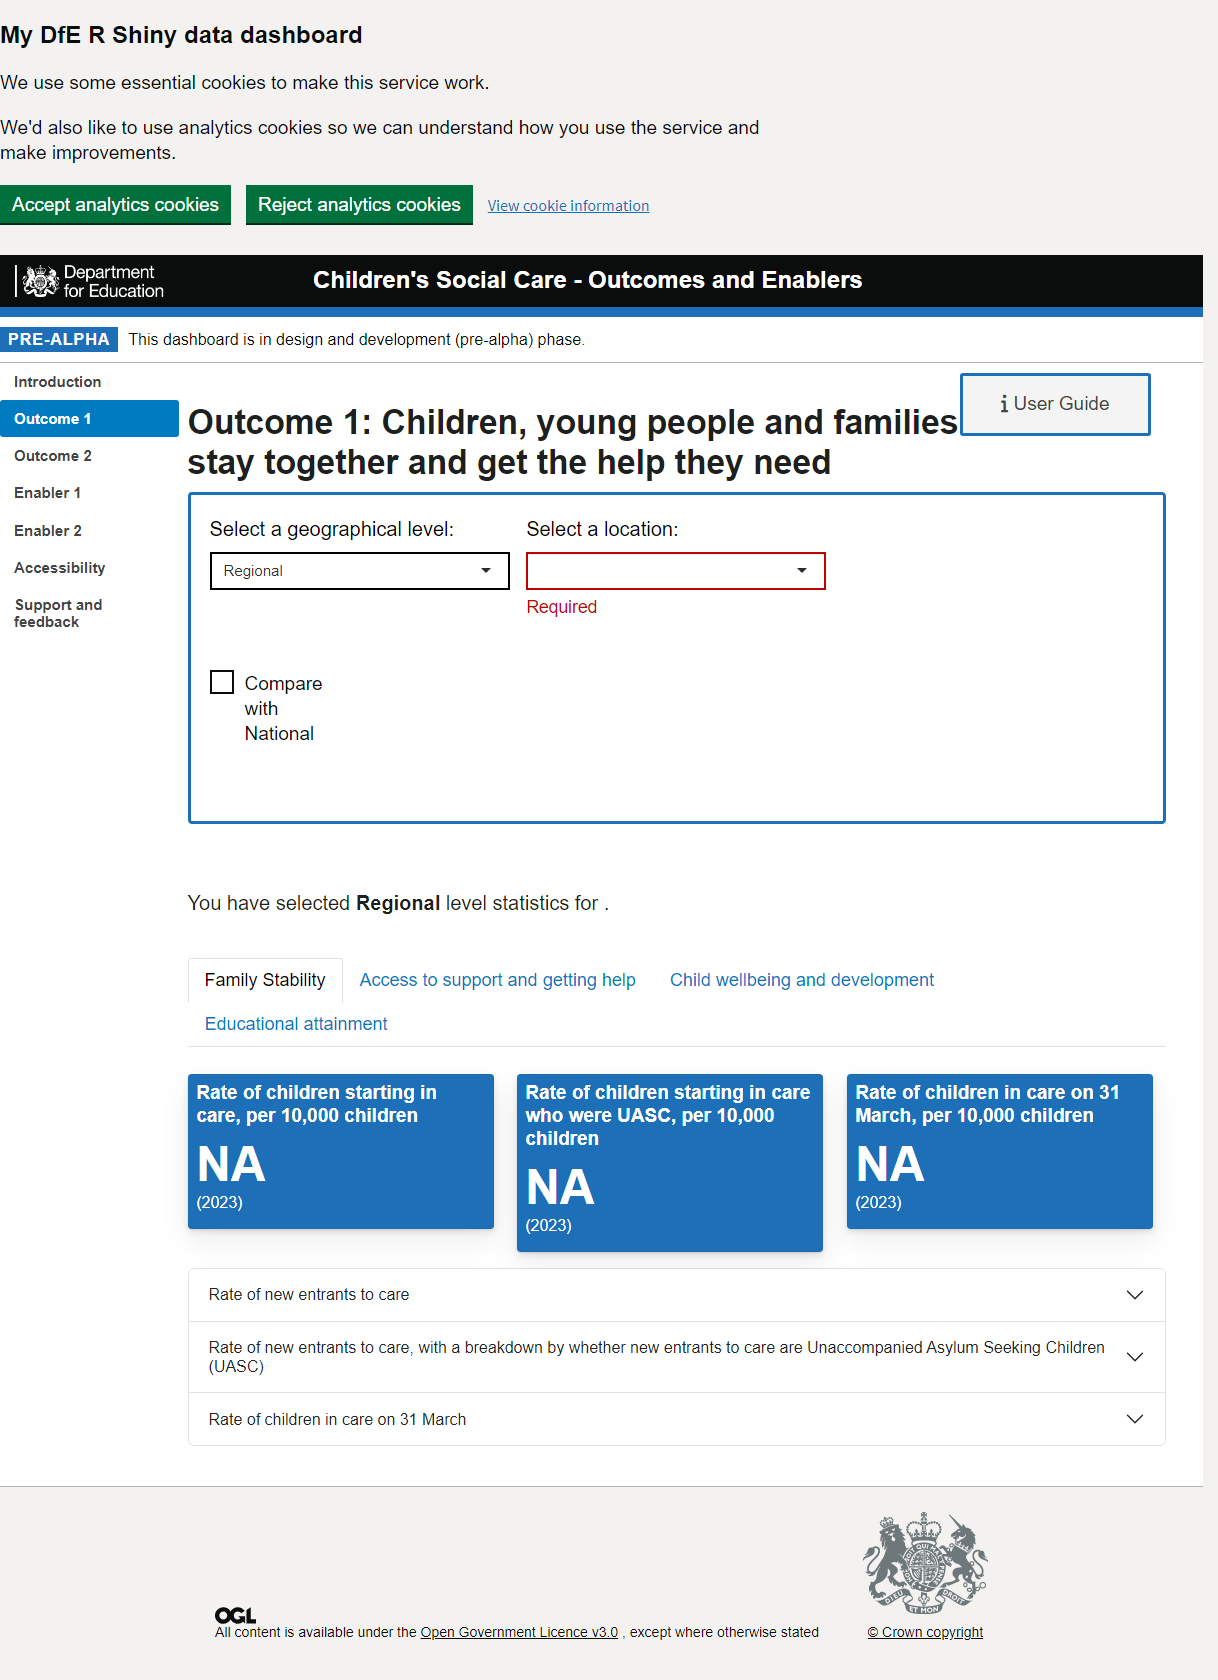 My DfE R Shiny data dashboard
We use some essential cookies to make this service work.
We'd also like to use analytics cookies so we can understand how you use the service and
make improvements.
Accept analytics cookies
Reject analytics cookies
View cookie information
Department
for Education
Children's Social Care - Outcomes and Enablers
PRE-ALPHA
This dashboard is in design and development (pre-alpha) phase.
Introduction
Outcome 1
Outcome 2
Enabler 1
Enabler 2
Accessibility
Support and
feedback
User Guide
Outcome 1: Children, young people and families
stay together and get the help they need
Select a geographical level:
Select a location:
Regional
Required
Compare
with
National
You have selected Regional level statistics for .
Family Stability
Access to support and getting help
Child wellbeing and development
Educational attainment
Rate of children starting in
care, per 10,000 children
NA
(2023)
Rate of children starting in care
who were UASC, per 10,000
children
NA
(2023)
Rate of children in care on 31
March, per 10,000 children
NA
(2023)
Rate of new entrants to care
Rate of new entrants to care, with a breakdown by whether new entrants to care are Unaccompanied Asylum Seeking Children
(UASC)
Rate of children in care on 31 March
OGL
All content is available under the Open Government Licence v3.0 , except where otherwise stated
DIEU ET MON DROIT
© Crown copyright